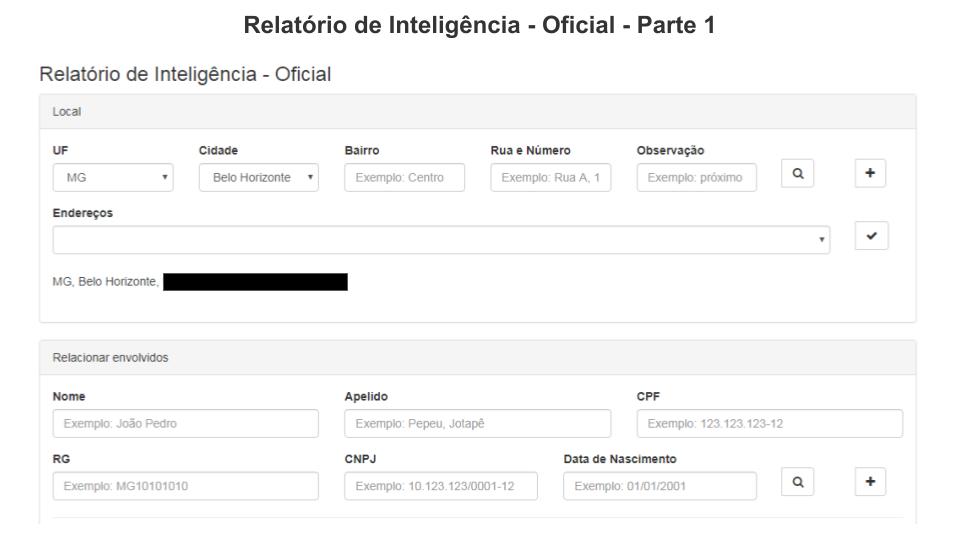 Relatório de Inteligência - Oficial - Parte 1
Relatório de Inteligência - Oficial
Local
UF Cidade Bairro Rua e Número Observação
MG Belo Horizonte Exemplo: Centro Exemplo: Rua A, 1 Exemplo: próximo
Endereços
MG, Belo Horizonte,
Relacionar envolvidos
Nome Apelido CPF
Exemplo: João Pedro Exemplo: Pepeu, Jotapê Exemplo: 123.123.123-12
RG CNPJ Data de Nascimento
Exemplo: MG10101010 Exemplo: 10.123.123/0001-12 Exemplo: 01/01/2001